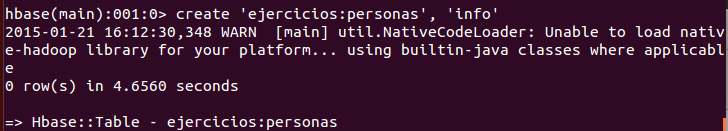 hbase(main):001:0> create 'ejercicios:personas', 'info'
2015-01-21 16:12:30,348 WARN  [main] util.NativeCodeLoader: Unable to load nativ
e-hadoop library for your platform... using builtin-java classes where applicabl
e
0 row(s) in 4.6560 seconds

=> Hbase::Table - ejercicios:personas